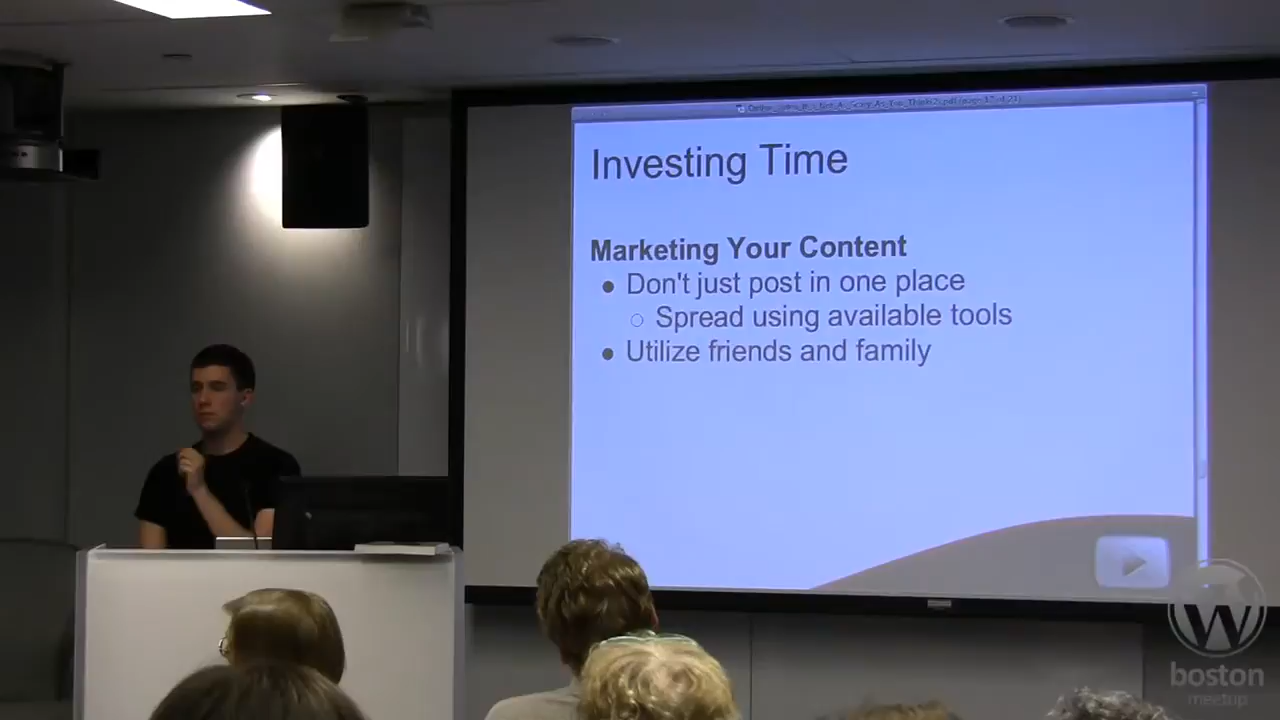 Investing Time
Marketing Your Content
Don't just post in one place
Spread using available tools
Utilize friends and family
W
boston
meetup